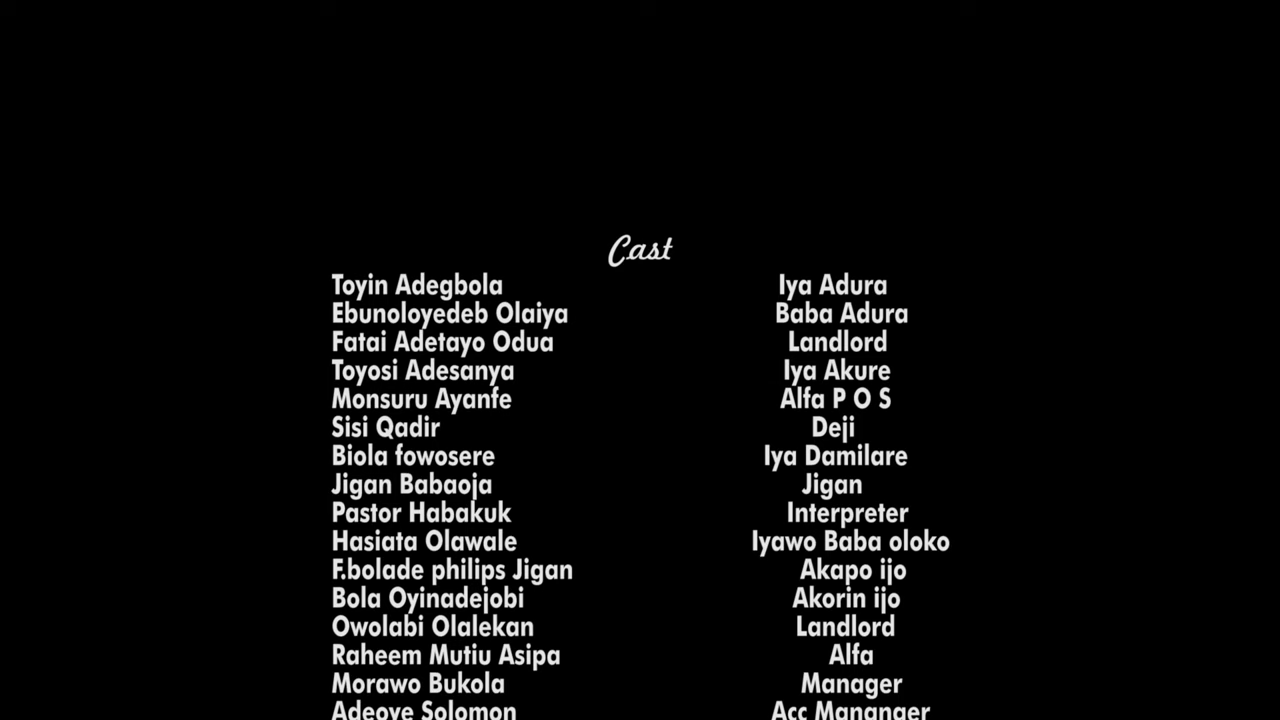 Cast
Toyin Adegbola Iya Adura
Ebunoloyedeb Olaiya Baba Adura
Fatai Adetayo Odua Landlord
Toyosi Adesanya Iya Akure
Monsuru Ayanfe Alfa P O S
Sisi Qadir Deji
Biola fowosere Iya Damilare
Jigan Babaoja Jigan
Pastor Habakuk Interpreter
Hasiata Olawale Iyawo Baba oloko
F.bolade philips Jigan Akapo ijo
Bola Oyinadejobi Akorin ijo
Owolabi Olalekan Landlord
Raheem Mutiu Asipa Alfa
Morawo Bukola Manager
Adeoye Solomon Acc Mananger